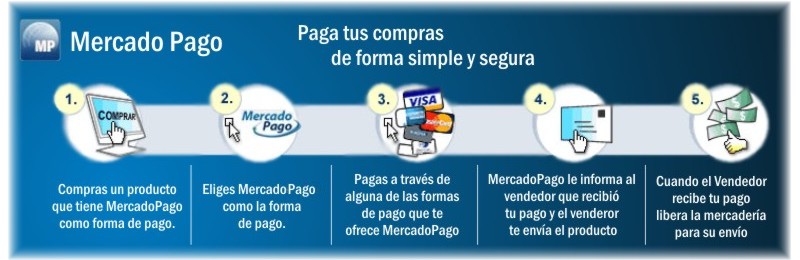 MP
Mercado Pago
Paga tus compras
de forma simple y segura
1.
COMPRAR
2.
Mercado
Pago
3.
VISA
MasterCard
4.
5.
Compras un producto
que tiene MercadoPago
como forma de pago.
Eliges MercadoPago
como la forma
de pago.
Pagas a través de
alguna de las formas
de pago que te
ofrece MercadoPago
MercadoPago le informa al
vendedor que recibió
tu pago y el venderor
te envía el producto
Cuando el Vendedor
recibe tu pago
libera la mercadería
para su envío